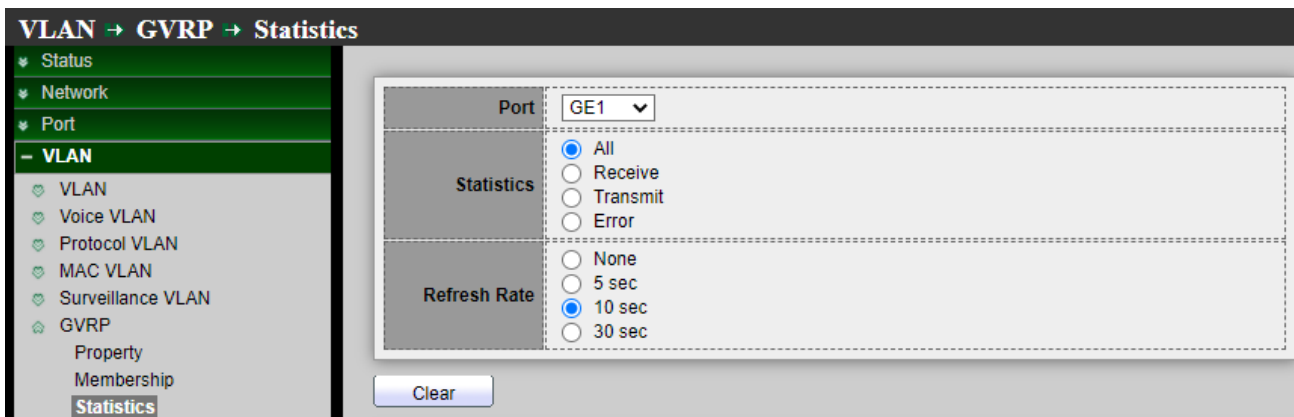 VLAN → GVRP → Statistics
Status
Network
Port
– VLAN
VLAN
Voice VLAN
Protocol VLAN
MAC VLAN
Surveillance VLAN
GVRP
Property
Membership
Statistics
Port GE1
Statistics
All
Receive
Transmit
Error
Refresh Rate
None
5 sec
10 sec
30 sec
Clear